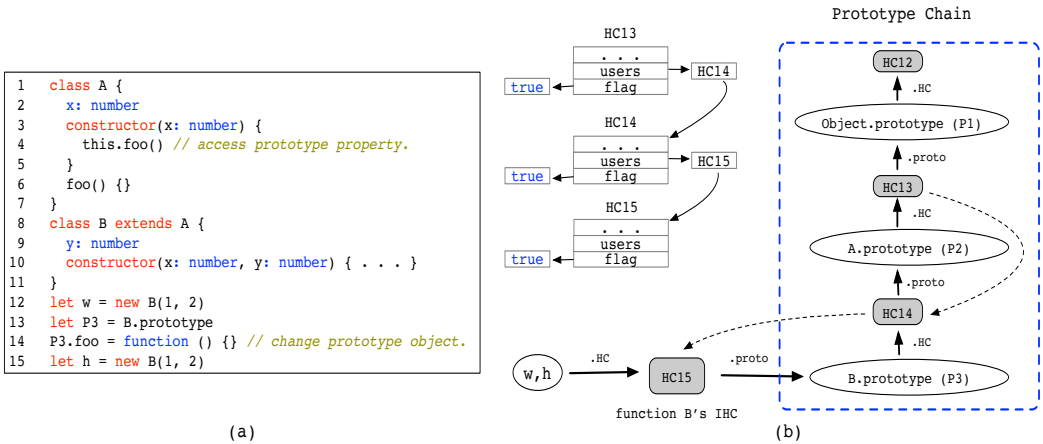 Prototype Chain
1 class A {
2 x: number
3 constructor(x: number) {
4 this.foo() // access prototype property.
5 }
6 foo() {}
7 }
8 class B extends A {
9 y: number
10 constructor(x: number, y: number) { . . . }
11 }
12 let w = new B(1, 2)
13 let P3 = B.prototype
14 P3.foo = function () {} // change prototype object.
15 let h = new B(1, 2)
(a)
HC13
. . .
users
HC14
true
flag
HC14
. . .
users
HC15
true
flag
HC15
. . .
users
true
flag
HC12
.HC
Object.prototype (P1)
.proto
HC13
.HC
A.prototype (P2)
.proto
HC14
.HC
w,h
.HC
HC15
.proto
B.prototype (P3)
function B's IHC
(b)